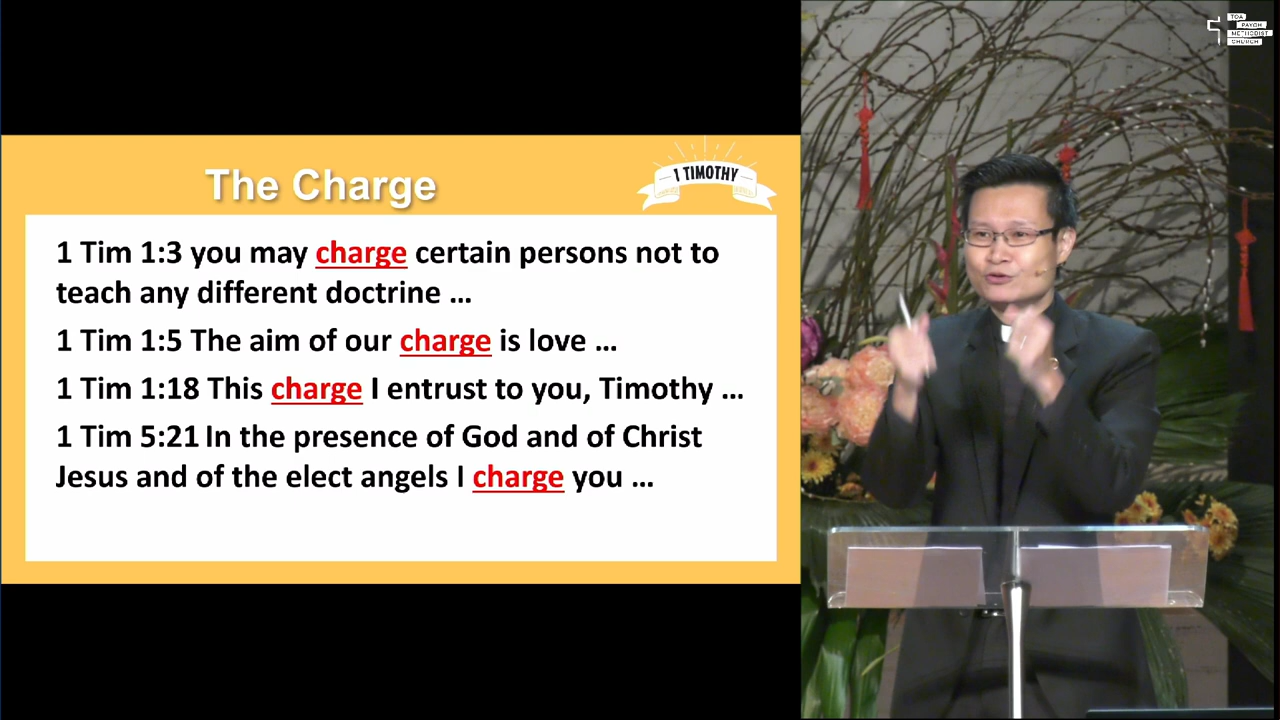 The Charge
1 TIMOTHY
1 Tim 1:3 you may charge certain persons not to
teach any different doctrine ...
1 Tim 1:5 The aim of our charge is love ...
1 Tim 1:18 This charge I entrust to you, Timothy ...
1 Tim 5:21 In the presence of God and of Christ
Jesus and of the elect angels I charge you ...
TOA
PAYOH
METHODIST
CHURCH